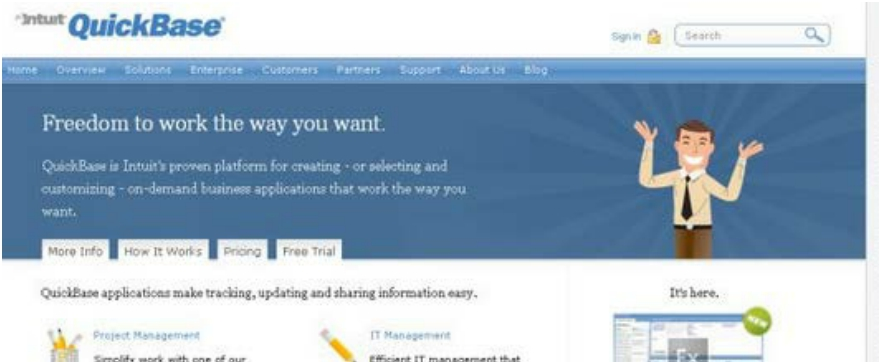 Intuit QuickBase
Sign in
Search
Home Overview Solutions Enterprise Customers Partners Support About Us Blog
Freedom to work the way you want.
QuickBase is Intuit's proven platform for creating - or selecting and
customizing - on-demand business applications that work the way you
want.
More Info How It Works Pricing Free Trial
QuickBase applications make tracking, updating and sharing information easy.
It's here.
Project Management
IT Management
NEW
Simplify work with one of our
Efficient IT management that
Ex